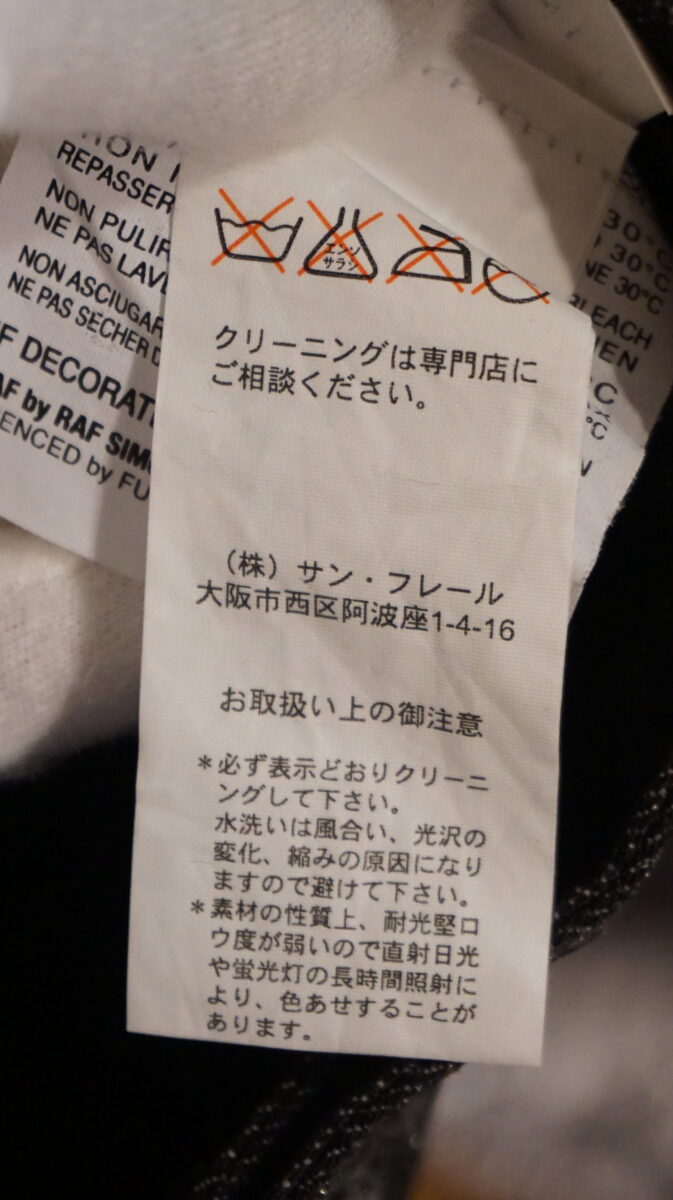 REPASSER
NON PULIR
NE PAS LAV
NON ASCIUGAR
NE PAS SECHER
F DECORAT
AF by RAF SIM
ENCED by FU
30°C
30°C
NE 30°C
BLEACH
EN
C
°C
エンソ
サラシ
クリーニングは専門店に
ご相談ください。
（株）サン・フレール
大阪市西区阿波座1-4-16
お取扱い上の御注意
＊必ず表示どおりクリーニ
ングして下さい。
水洗いは風合い、光沢の
変化、縮みの原因になり
ますので避けて下さい。
＊素材の性質上、耐光堅ロ
ウ度が弱いので直射日光
や蛍光灯の長時間照射に
より、色あせすることが
あります。